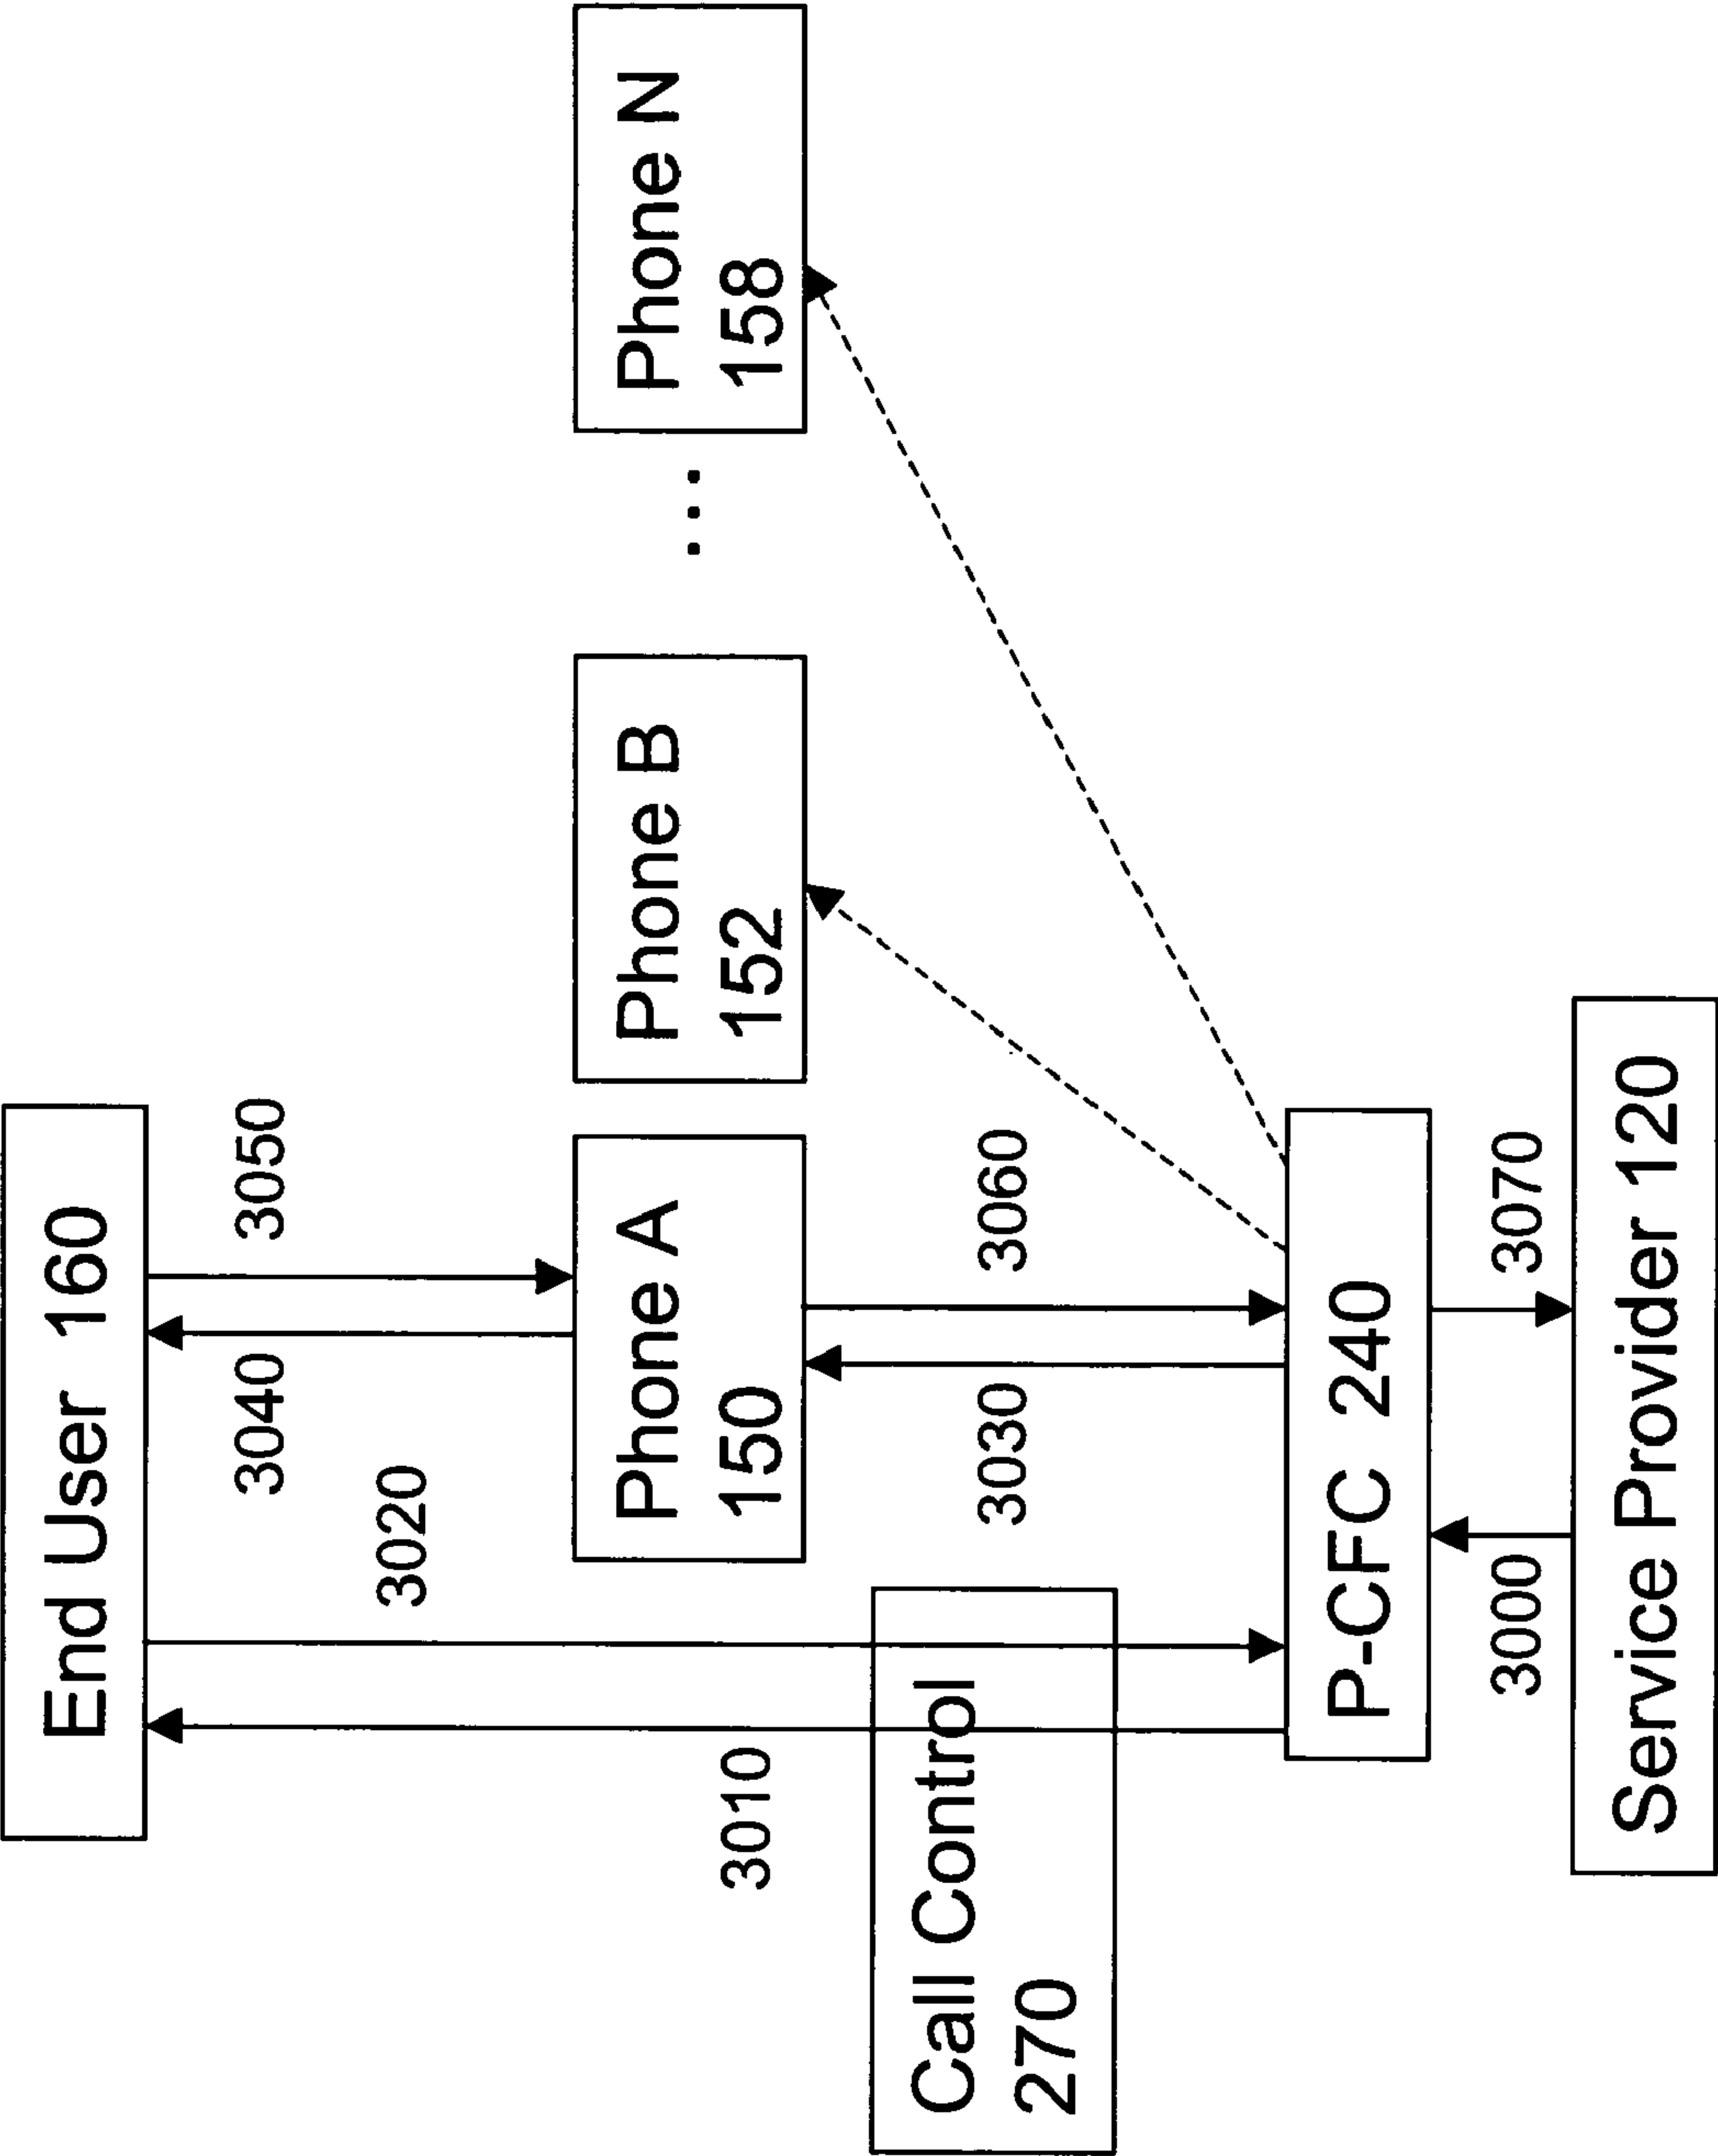 End User 160
3040
3050
3020
3010
Phone A
150
Phone B
152
...
Phone N
158
Call Control
270
3030
3060
P-CFC 240
3000
3070
Service Provider 120